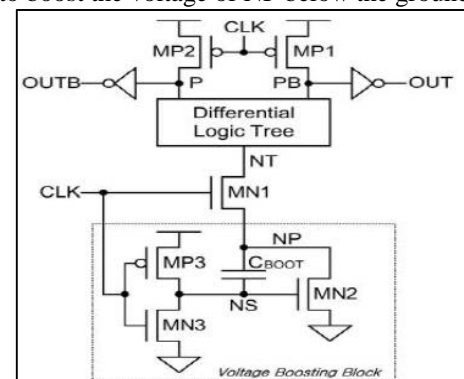 to boost the voltage of NP below the ground
CLK
MP2 MP1
OUTB P PB OUT
Differential
Logic Tree
NT
CLK MN1
NP
MP3 CBOOT
NS MN2
MN3
Voltage Boosting Block